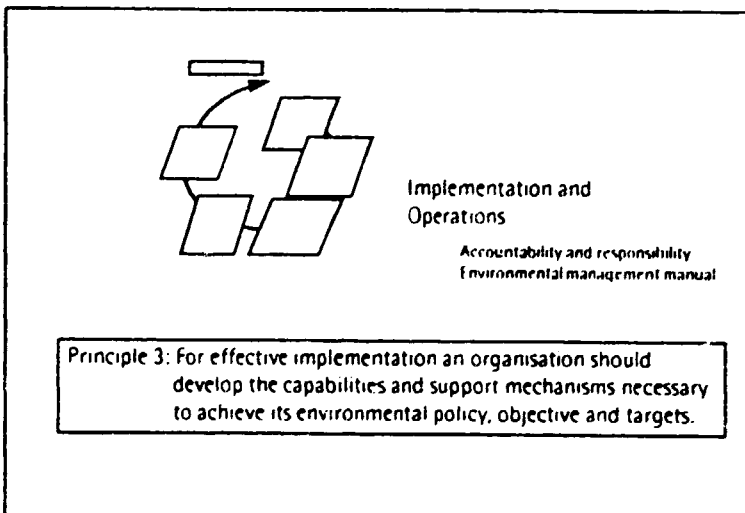 Implementation and
Operations
Accountability and responsibility
Environmental management manual
Principle 3: For effective implementation an organisation should
develop the capabilities and support mechanisms necessary
to achieve its environmental policy, objective and targets.